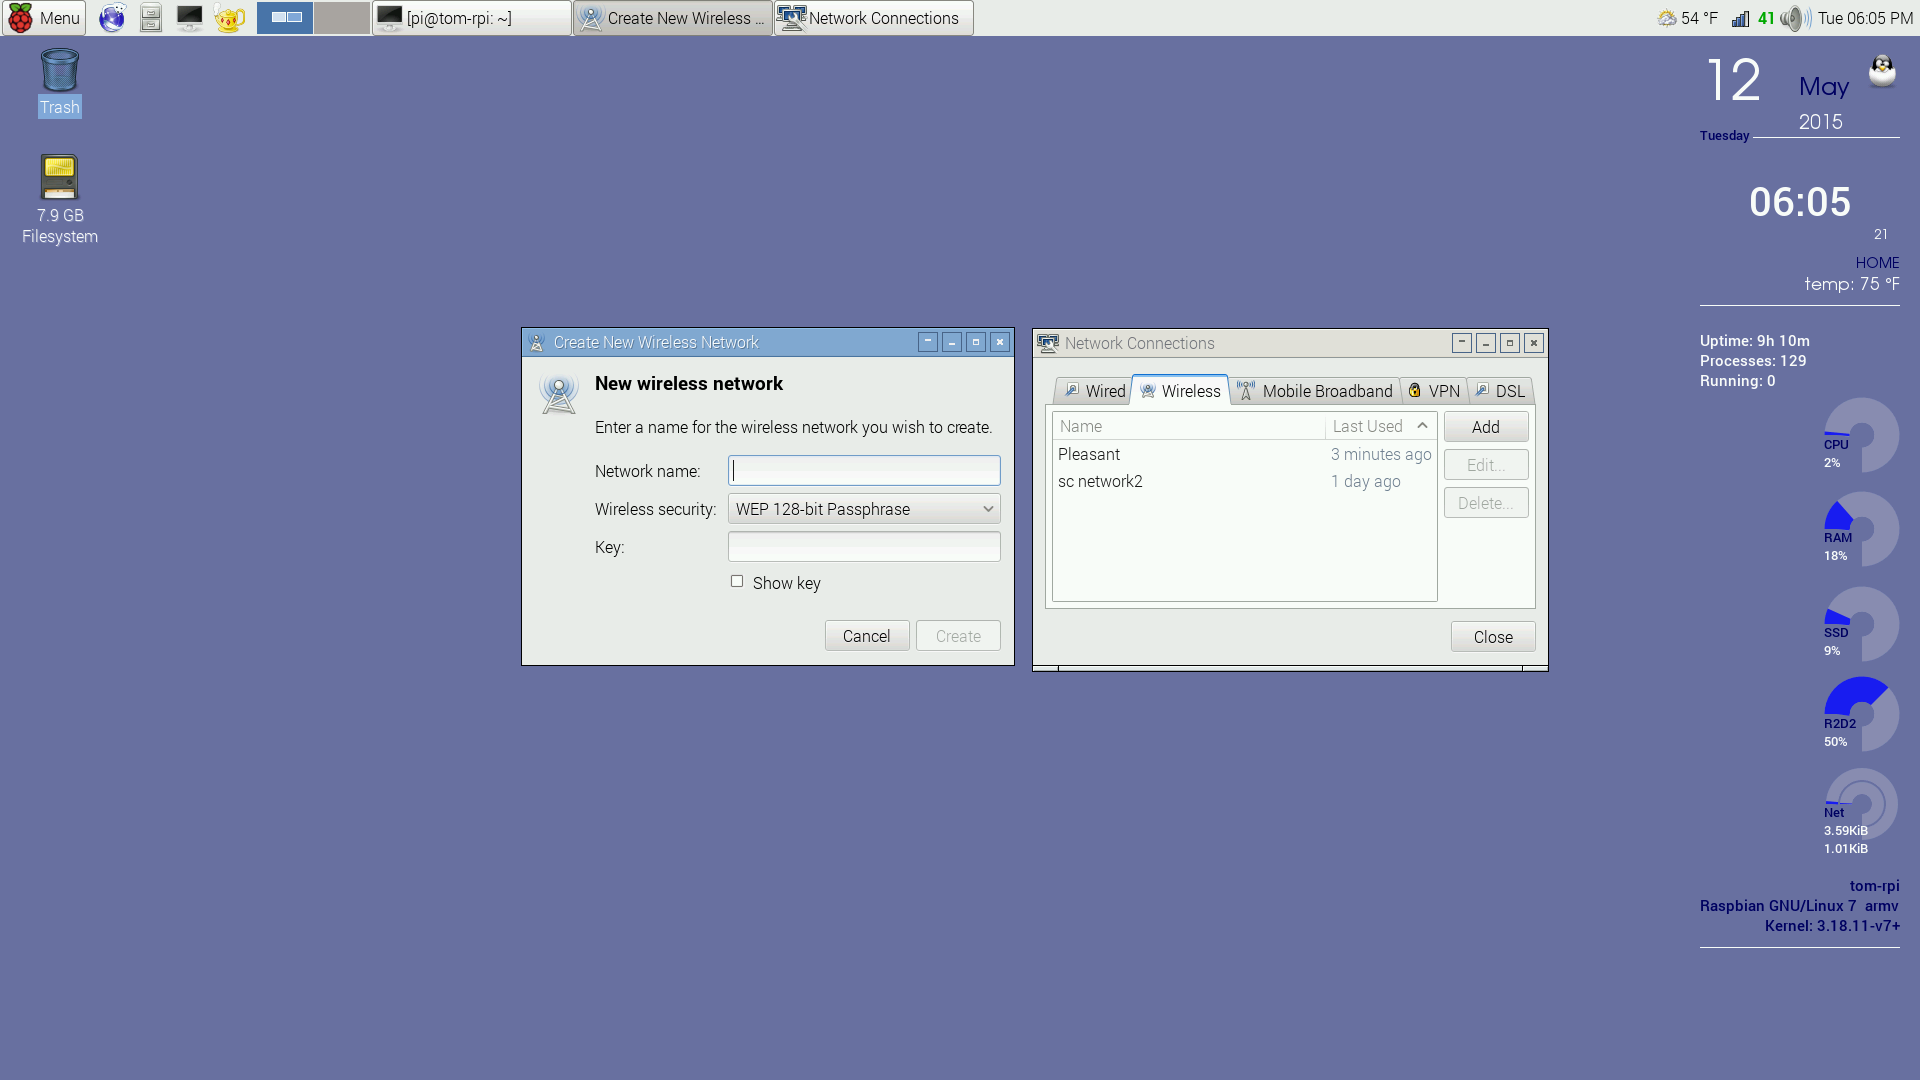 Menu
[pi@tom-rpi: ~]
Create New Wireless ...
Network Connections
54 °F
41
Tue 06:05 PM
Trash
7.9 GB
Filesystem
12
May
2015
Tuesday
06:05
21
HOME
temp: 75 °F
Uptime: 9h 10m
Processes: 129
Running: 0
CPU
2%
RAM
18%
SSD
9%
R2D2
50%
Net
3.59KiB
1.01KiB
tom-rpi
Raspbian GNU/Linux 7 armv
Kernel: 3.18.11-v7+
Create New Wireless Network
New wireless network
Enter a name for the wireless network you wish to create.
Network name:
Wireless security: WEP 128-bit Passphrase
Key:
Show key
Cancel Create
Network Connections
Wired Wireless Mobile Broadband VPN DSL
Name Last Used
Pleasant 3 minutes ago
sc network2 1 day ago
Add
Edit...
Delete...
Close